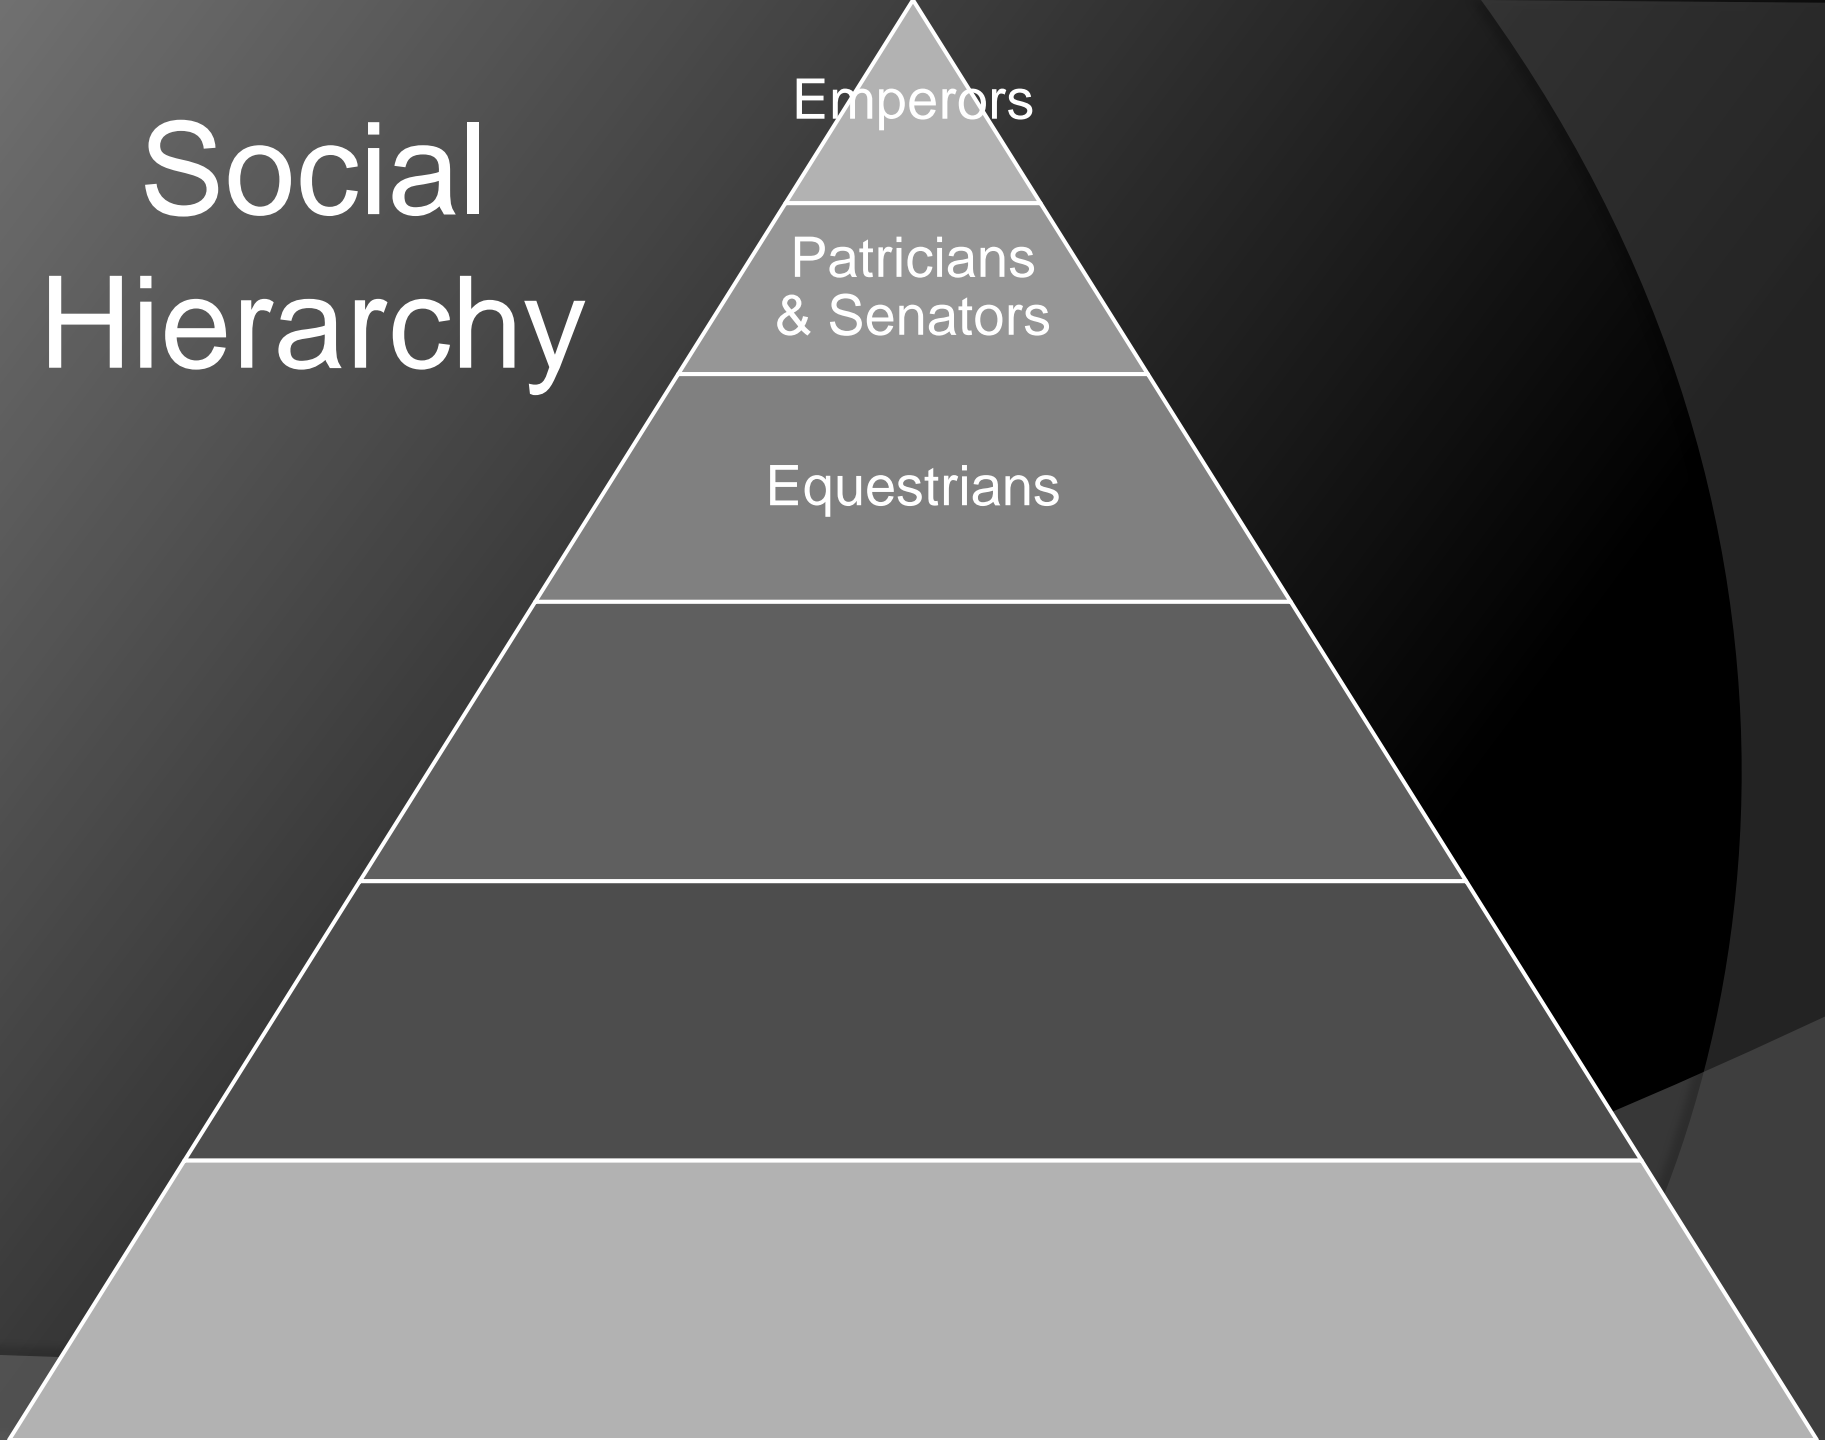 Social
Hierarchy
Emperors
Patricians
& Senators
Equestrians